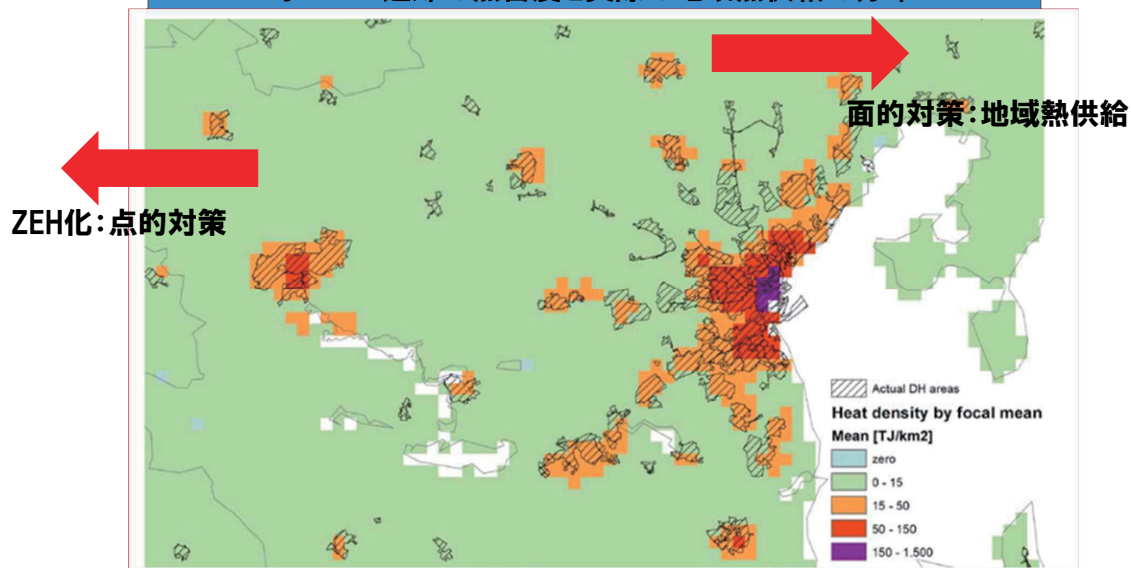 面的対策：地域熱供給
ZEH化：点的対策
Actual DH areas
Heat density by focal mean
Mean [TJ/km2]
zero
0 - 15
15 - 50
50 - 150
150 - 1.500